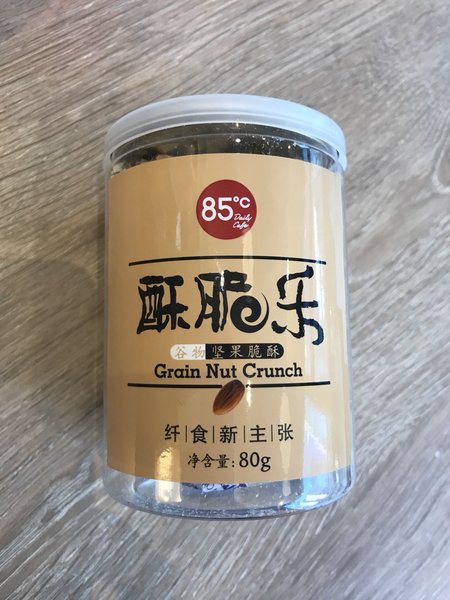 85°C
Daily
Cafe
酥脆乐
谷物坚果脆酥
Grain Nut Crunch
纤|食|新|主|张
净含量:80g